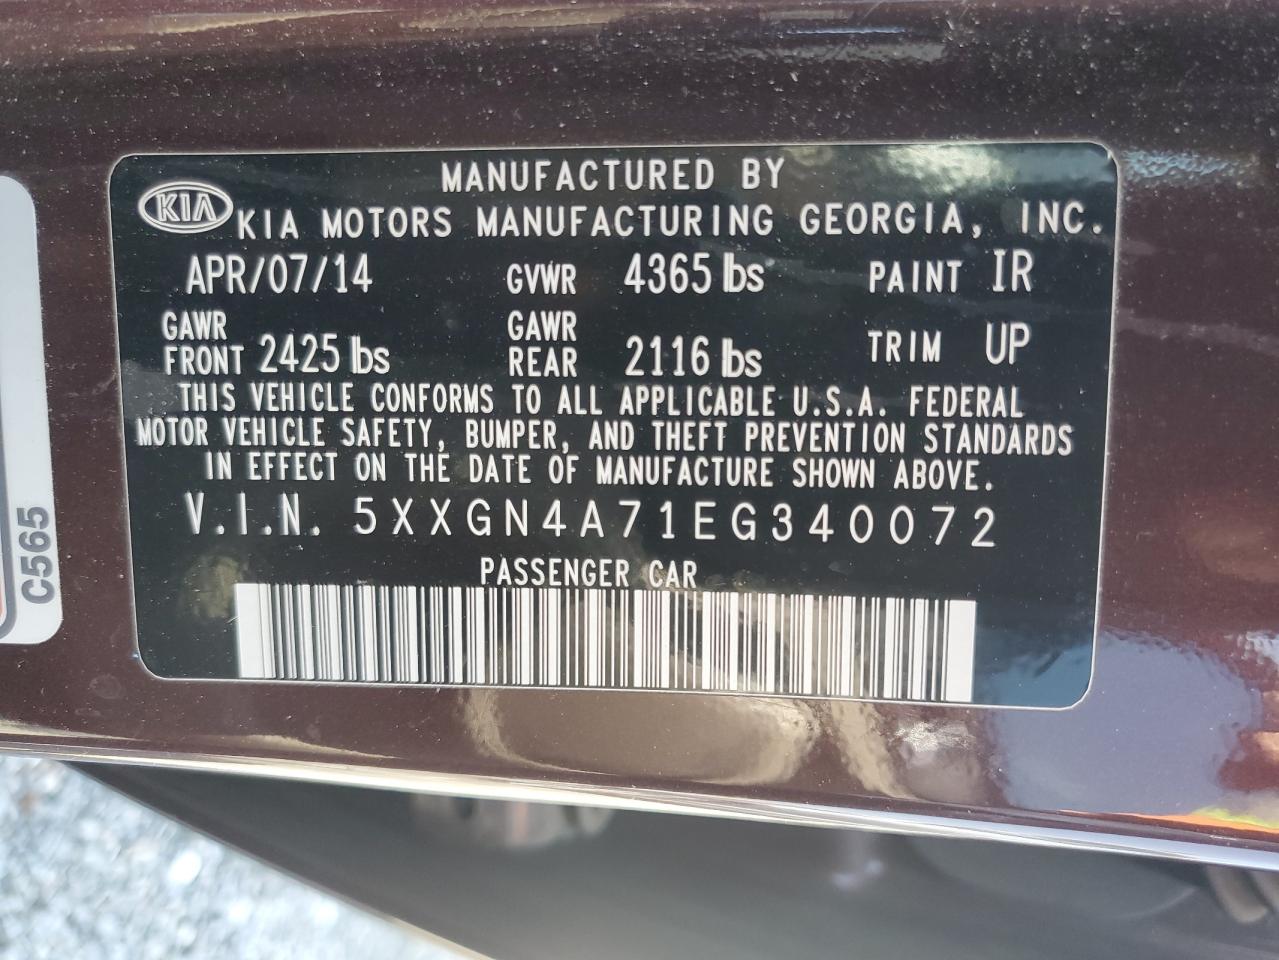 MANUFACTURED BY
KIA KIA MOTORS MANUFACTURING GEORGIA, INC.
APR/07/14 GVWR 4365 lbs PAINT IR
GAWR FRONT 2425 lbs GAWR REAR 2116 lbs TRIM UP
THIS VEHICLE CONFORMS TO ALL APPLICABLE U.S.A. FEDERAL
MOTOR VEHICLE SAFETY, BUMPER, AND THEFT PREVENTION STANDARDS
IN EFFECT ON THE DATE OF MANUFACTURE SHOWN ABOVE.
V.I.N. 5XXGN4A71EG340072
PASSENGER CAR
C565